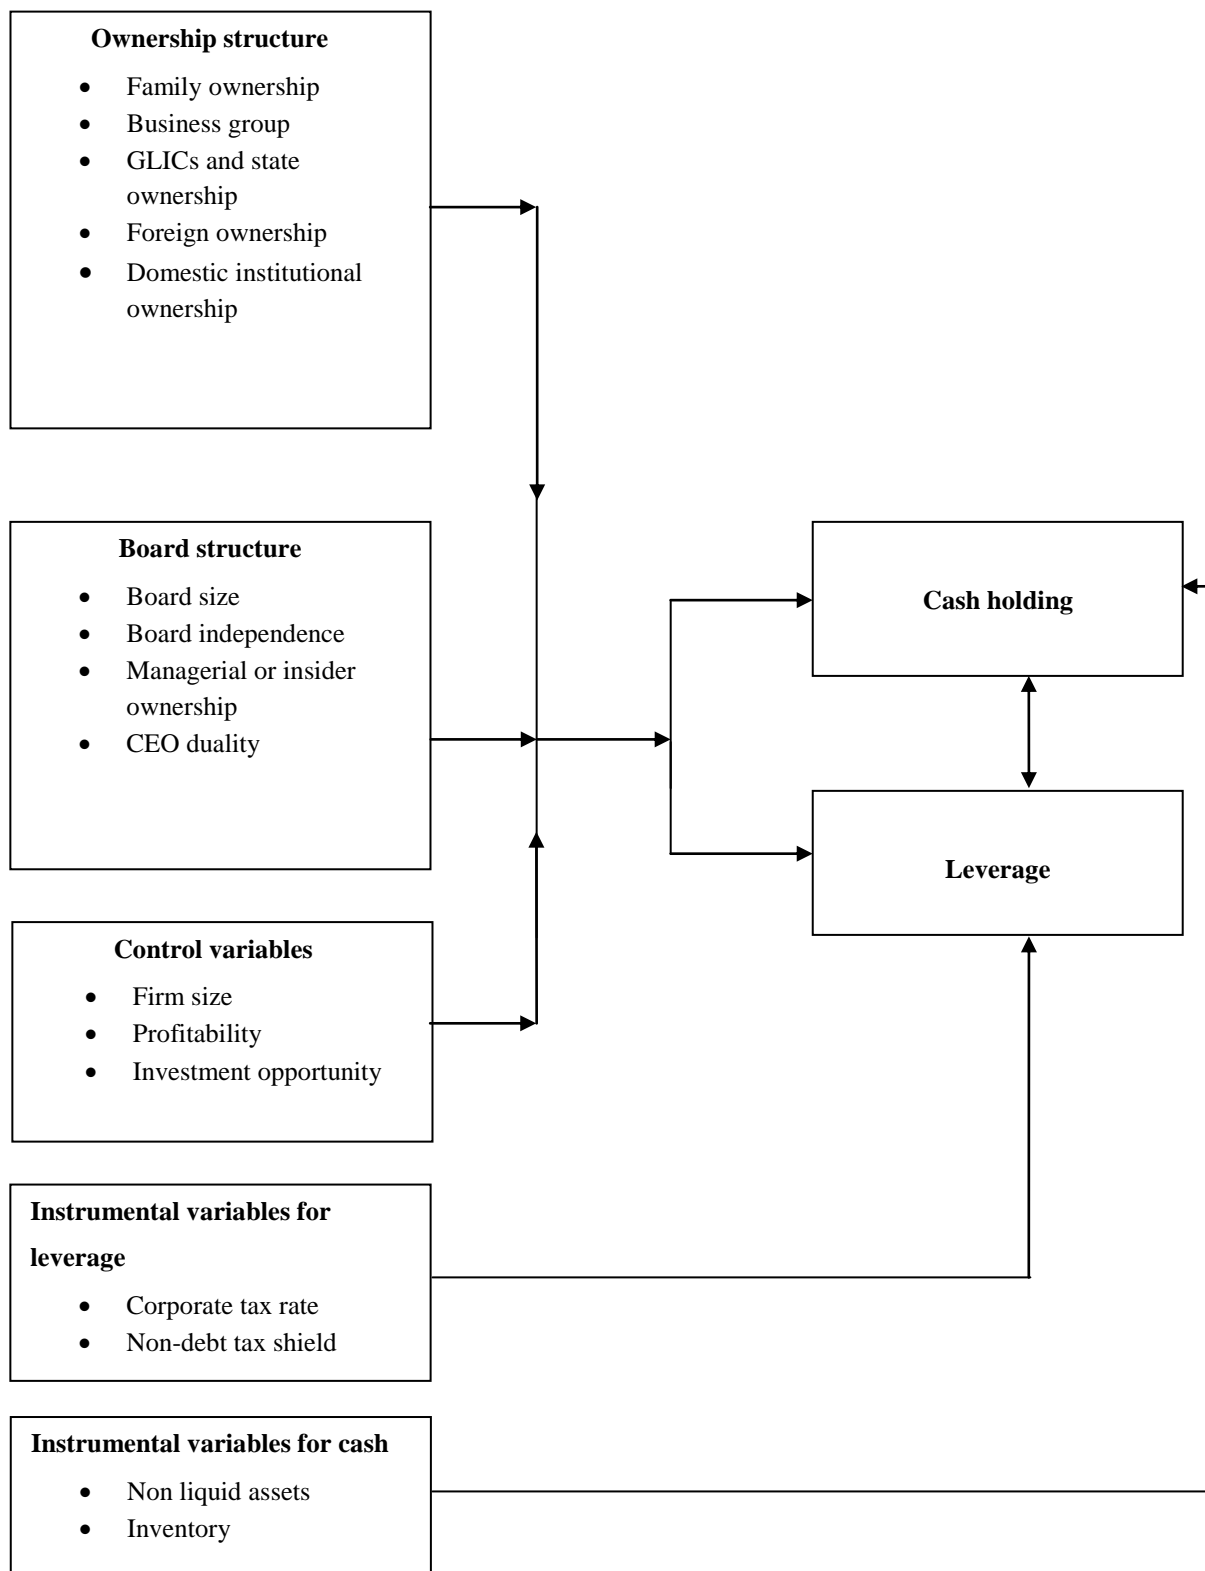 Ownership structure
• Family ownership
• Business group
• GLICs and state
ownership
• Foreign ownership
• Domestic institutional
ownership
Board structure
• Board size
• Board independence
• Managerial or insider
ownership
• CEO duality
Cash holding
Leverage
Control variables
• Firm size
• Profitability
• Investment opportunity
Instrumental variables for
leverage
• Corporate tax rate
• Non-debt tax shield
Instrumental variables for cash
• Non liquid assets
• Inventory